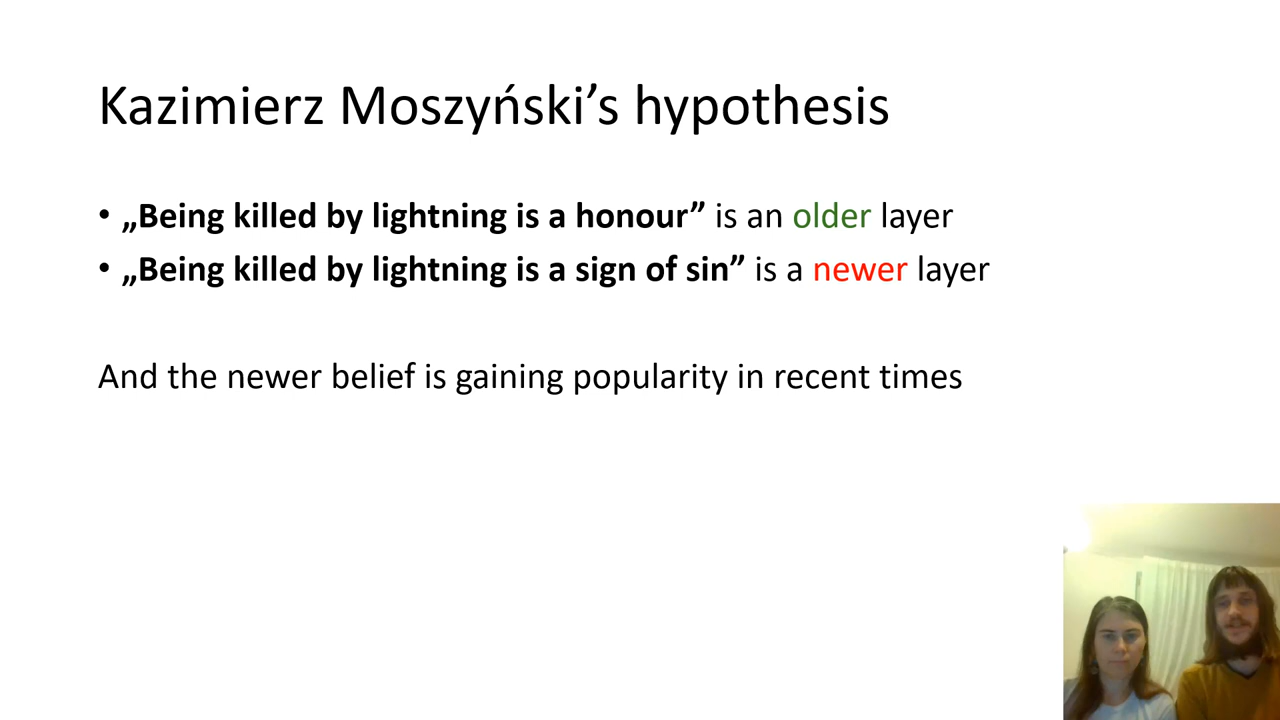 Kazimierz Moszyński’s hypothesis
• „Being killed by lightning is a honour” is an older layer
• „Being killed by lightning is a sign of sin” is a newer layer
And the newer belief is gaining popularity in recent times